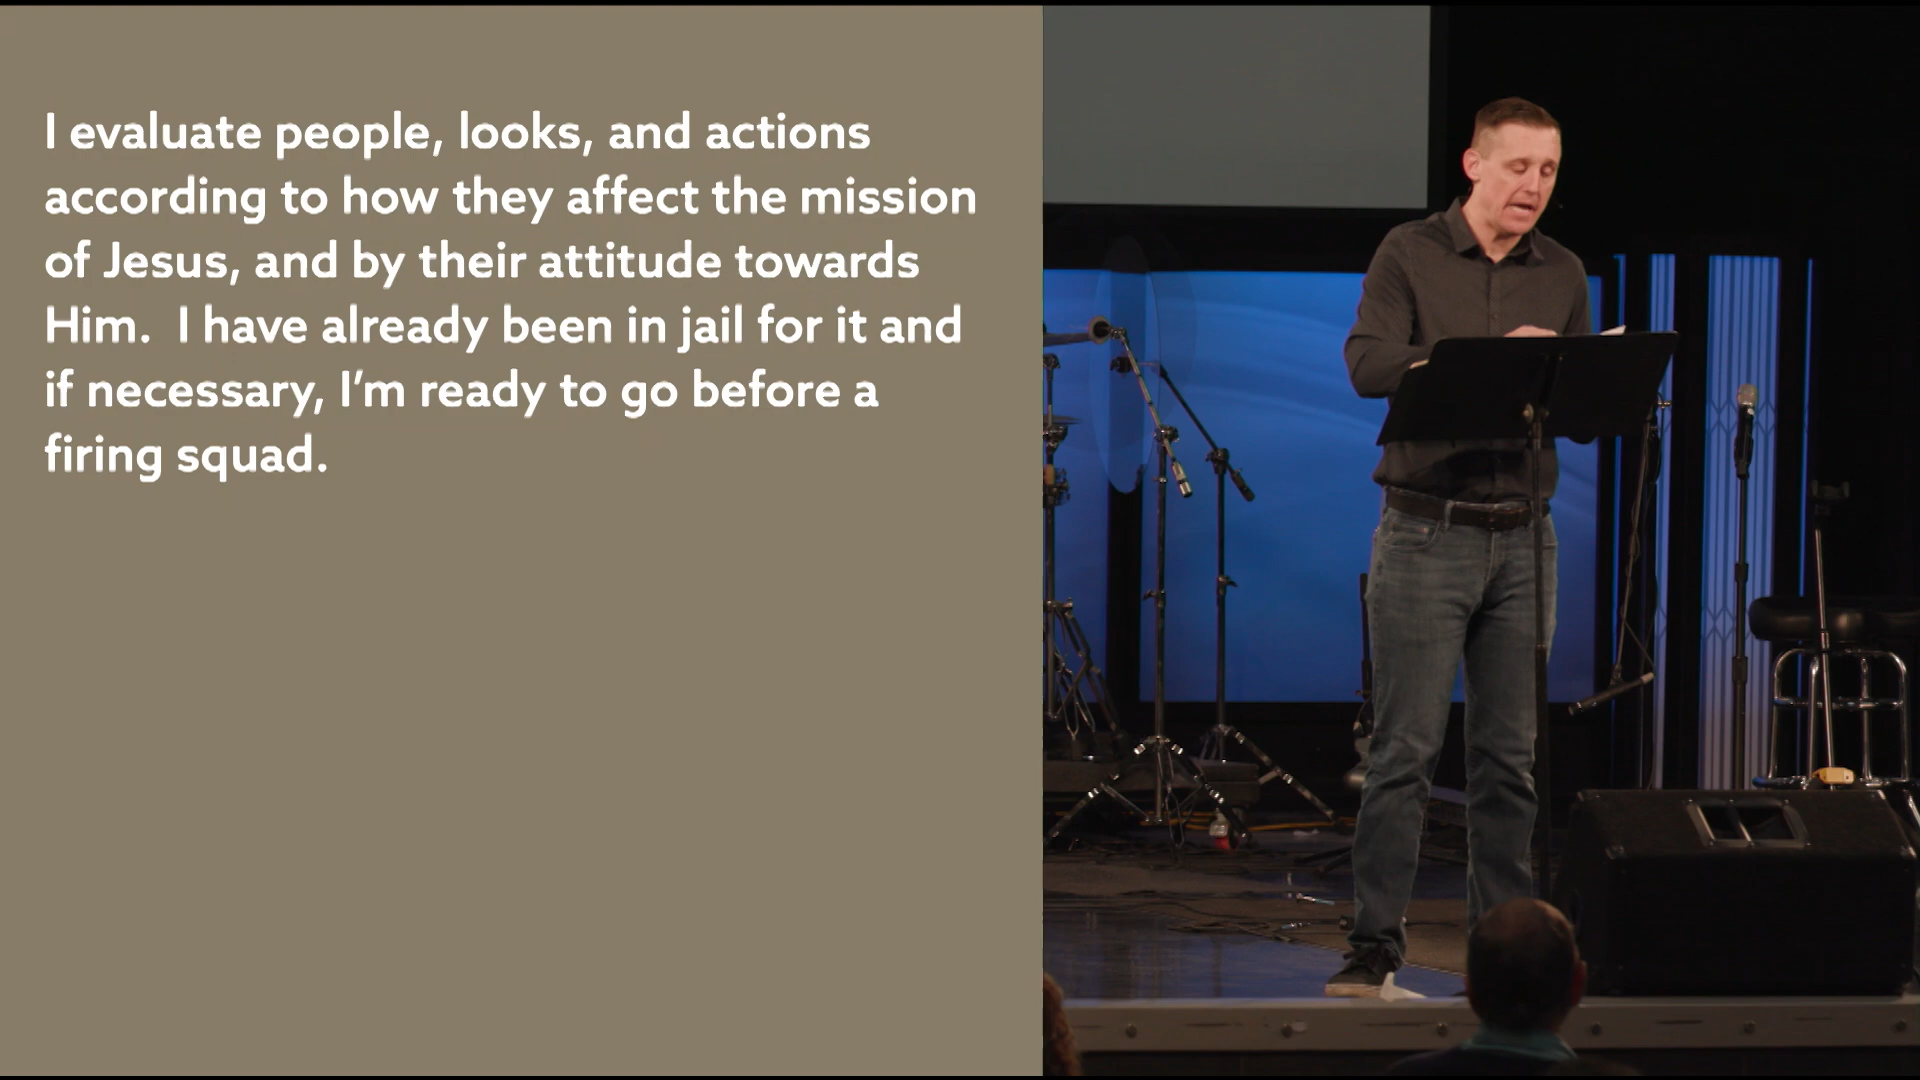 I evaluate people, looks, and actions
according to how they affect the mission
of Jesus, and by their attitude towards
Him.  I have already been in jail for it and
if necessary, I’m ready to go before a
firing squad.